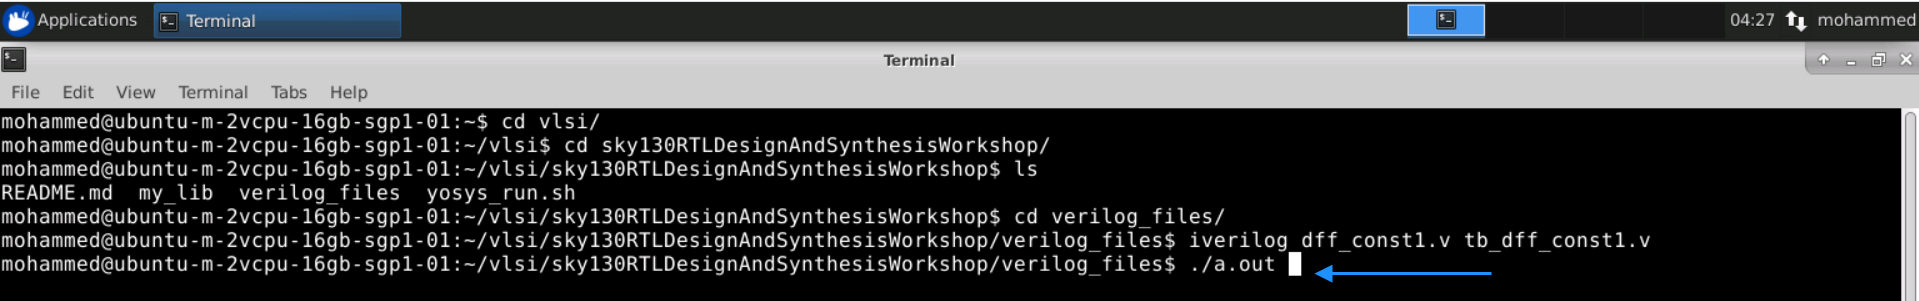 Applications Terminal 04:27 mohammed
Terminal
File Edit View Terminal Tabs Help
mohammed@ubuntu-m-2vcpu-16gb-sgp1-01:~$ cd vlsi/
mohammed@ubuntu-m-2vcpu-16gb-sgp1-01:~/vlsi$ cd sky130RTLDesignAndSynthesisWorkshop/
mohammed@ubuntu-m-2vcpu-16gb-sgp1-01:~/vlsi/sky130RTLDesignAndSynthesisWorkshop$ ls
README.md my_lib verilog_files yosys_run.sh
mohammed@ubuntu-m-2vcpu-16gb-sgp1-01:~/vlsi/sky130RTLDesignAndSynthesisWorkshop$ cd verilog_files/
mohammed@ubuntu-m-2vcpu-16gb-sgp1-01:~/vlsi/sky130RTLDesignAndSynthesisWorkshop/verilog_files$ iverilog dff_const1.v tb_dff_const1.v
mohammed@ubuntu-m-2vcpu-16gb-sgp1-01:~/vlsi/sky130RTLDesignAndSynthesisWorkshop/verilog_files$ ./a.out